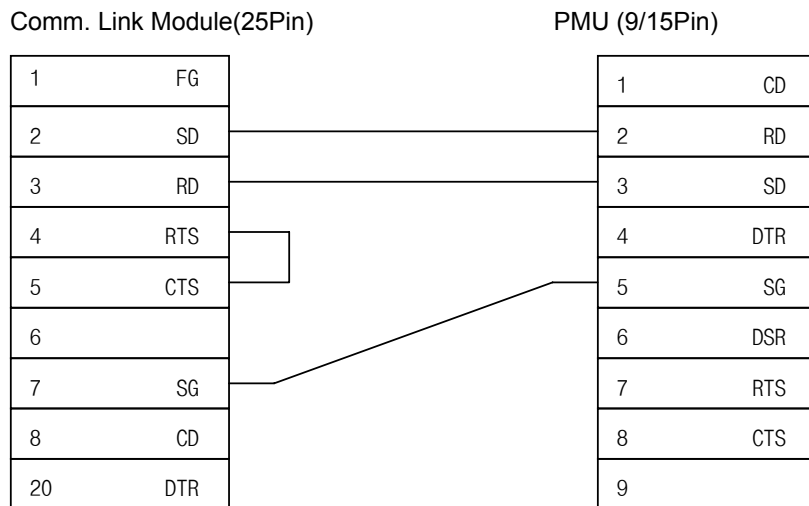 Comm. Link Module(25Pin)
PMU (9/15Pin)
1 FG
2 SD
3 RD
4 RTS
5 CTS
6
7 SG
8 CD
20 DTR
1 CD
2 RD
3 SD
4 DTR
5 SG
6 DSR
7 RTS
8 CTS
9